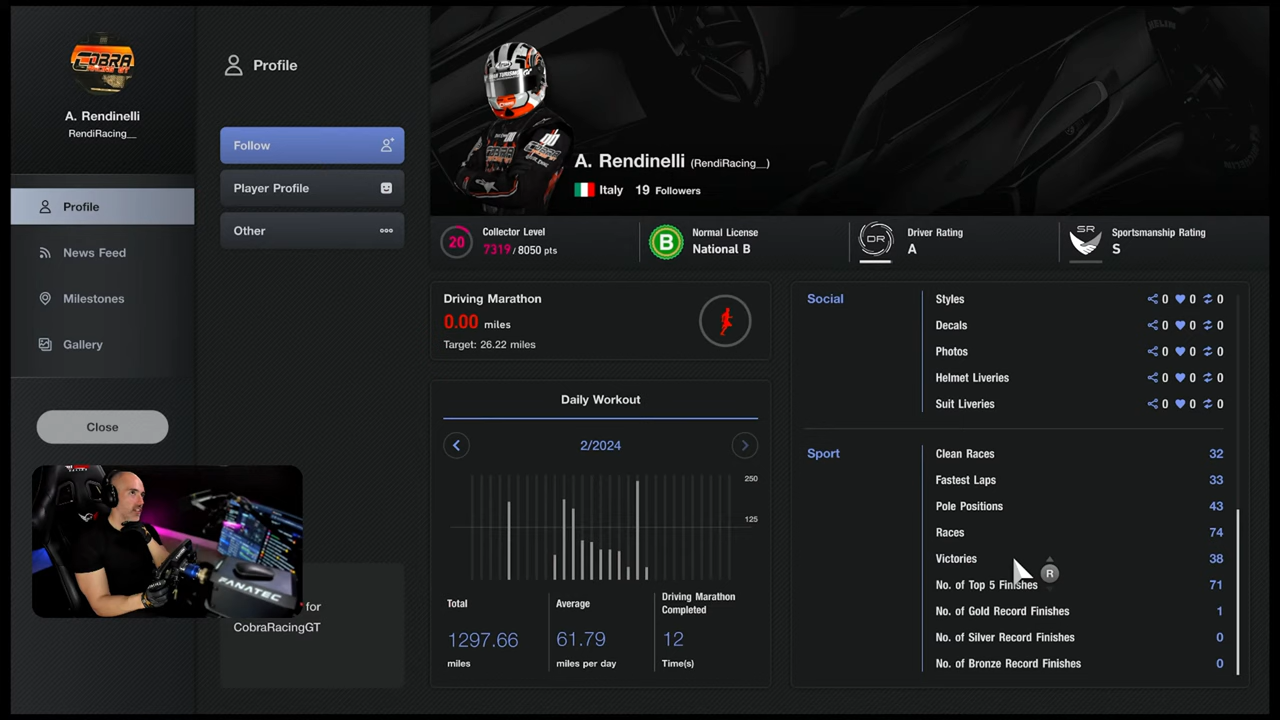 COBRA
A. Rendinelli
RendiRacing__
Profile
News Feed
Milestones
Gallery
Close
FANATEC
Profile
Follow
Player Profile
Other
for
CobraRacingGT
A. Rendinelli (RendiRacing__)
Italy 19 Followers
20 Collector Level
7319 / 8050 pts
B Normal License
National B
DR Driver Rating
A
SR Sportsmanship Rating
S
Driving Marathon
0.00 miles
Target: 26.22 miles
Daily Workout
2/2024
250
125
Total
1297.66
miles
Average
61.79
miles per day
Driving Marathon
Completed
12
Time(s)
Social
Styles 0 0 0
Decals 0 0 0
Photos 0 0 0
Helmet Liveries 0 0 0
Suit Liveries 0 0 0
Sport
Clean Races 32
Fastest Laps 33
Pole Positions 43
Races 74
Victories 38
R
No. of Top 5 Finishes 71
No. of Gold Record Finishes 1
No. of Silver Record Finishes 0
No. of Bronze Record Finishes 0